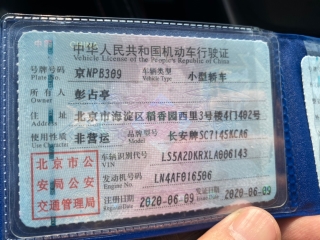 中华人民共和国机动车行驶证
Vehicle License of the People's Republic of China
号牌号码 京NPB309 车辆类型 小型轿车
Plate No. Vehicle Type
所有人 彭占亭
Owner
住址 北京市海淀区稻香园西里3号楼4门402号
Address
使用性质 非营运 品牌型号 长安牌SC7145KCA6
Use Character Model
北京市公安局公安交通管理局
车辆识别代号 LS5A2DKRXLA006143
VIN
发动机号码 LN4AF016506
Engine No.
注册日期 2020-06-09 2020-06-09